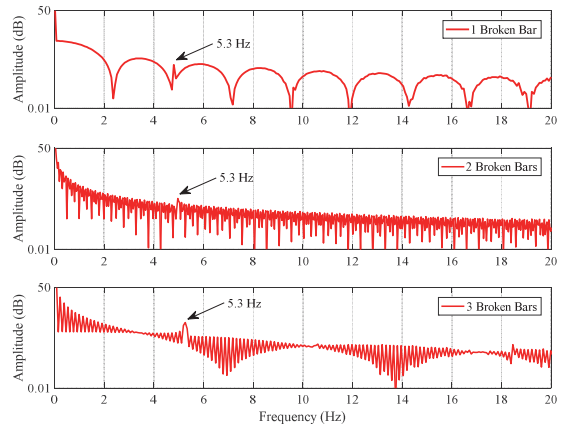 50
Amplitude (dB)
0.01
5.3 Hz
1 Broken Bar
0 2 4 6 8 10 12 14 16 18 20
50
Amplitude (dB)
0.01
5.3 Hz
2 Broken Bars
0 2 4 6 8 10 12 14 16 18 20
50
Amplitude (dB)
0.01
5.3 Hz
3 Broken Bars
0 2 4 6 8 10 12 14 16 18 20
Frequency (Hz)